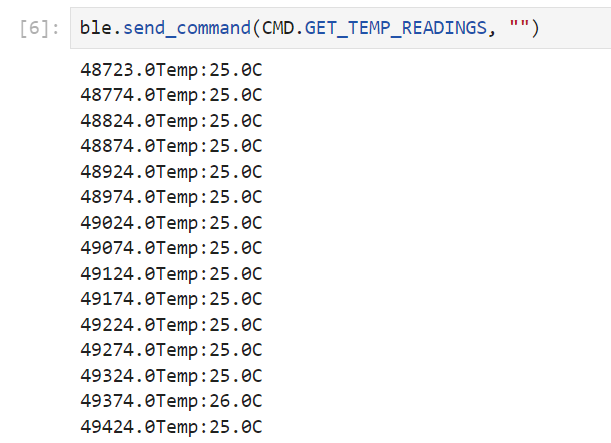 [6]: ble.send_command(CMD.GET_TEMP_READINGS, "")
48723.0Temp:25.0C
48774.0Temp:25.0C
48824.0Temp:25.0C
48874.0Temp:25.0C
48924.0Temp:25.0C
48974.0Temp:25.0C
49024.0Temp:25.0C
49074.0Temp:25.0C
49124.0Temp:25.0C
49174.0Temp:25.0C
49224.0Temp:25.0C
49274.0Temp:25.0C
49324.0Temp:25.0C
49374.0Temp:26.0C
49424.0Temp:25.0C